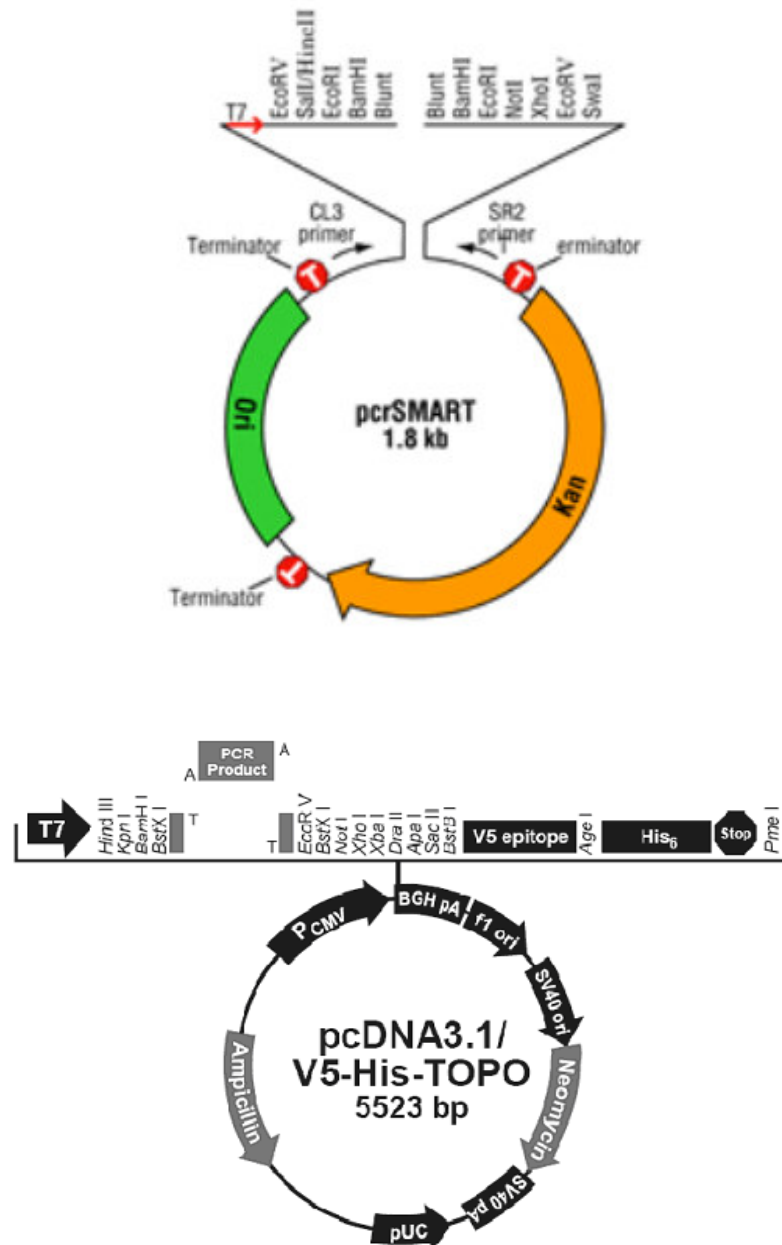 T7 EcoRV SalI/HincII EcoRI BamHI Blunt Blunt BamHI EcoRI NotI XhoI EcoRV SwaI
CL3 primer
SR2 primer
Terminator
T
T erminator
T
Ori
pcrSMART
1.8 kb
Kan
T
Terminator
A PCR Product A
T7 Hind III Kpn I BamH I BstX I T T EcoR V BstX I Not I Xho I Xba I Dra II Apa I Sac II BstB I V5 epitope Age I His6 Stop Pme I
PCMV BGH pA f1 ori
SV40 ori
pcDNA3.1/
V5-His-TOPO
5523 bp
Ampicillin
Neomycin
SV40 pA
pUC